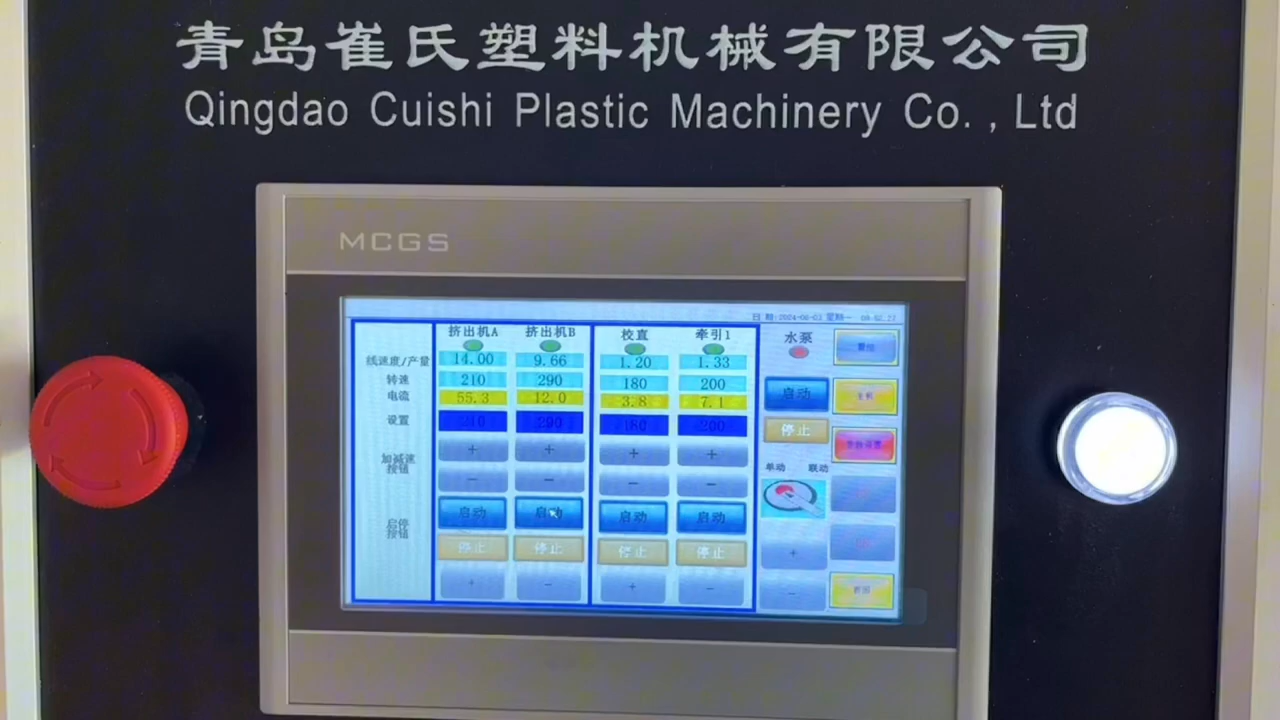 青岛崔氏塑料机械有限公司
Qingdao Cuishi Plastic Machinery Co. , Ltd
MCGS
挤出机A 挤出机B 校直 牵引1 水泵
线速度/产量 14.00 9.66 1.20 1.33
转速 210 290 180 200
电流 55.3 12.0 3.8 7.1 启动
设置 210 290 180 200
停止
加减速 + + + +
按钮 - - - -
单动 联动
启停 启动 启动 启动 启动
按钮 停止 停止 停止 停止
+ - + - + -